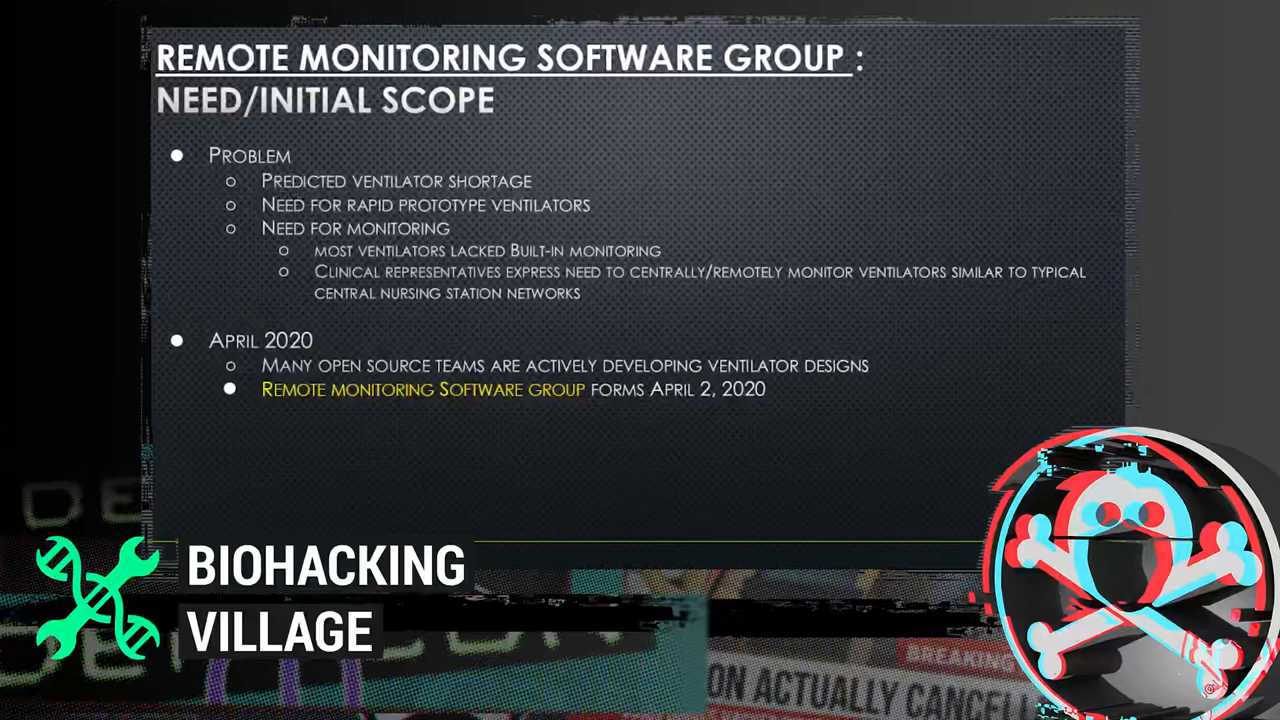 REMOTE MONITORING SOFTWARE GROUP :
NEED/INITIAL SCOPE
● PROBLEM
○ PREDICTED VENTILATOR SHORTAGE
○ NEED FOR RAPID PROTOTYPE VENTILATORS
○ NEED FOR MONITORING
○ MOST VENTILATORS LACKED BUILT-IN MONITORING
○ CLINICAL REPRESENTATIVES EXPRESS NEED TO CENTRALLY/REMOTELY MONITOR VENTILATORS SIMILAR TO TYPICAL
CENTRAL NURSING STATION NETWORKS
● APRIL 2020
○ MANY OPEN SOURCE TEAMS ARE ACTIVELY DEVELOPING VENTILATOR DESIGNS
● REMOTE MONITORING SOFTWARE GROUP FORMS APRIL 2, 2020
BIOHACKING
VILLAGE
BREAKING
ON ACTUALLY CANCELL